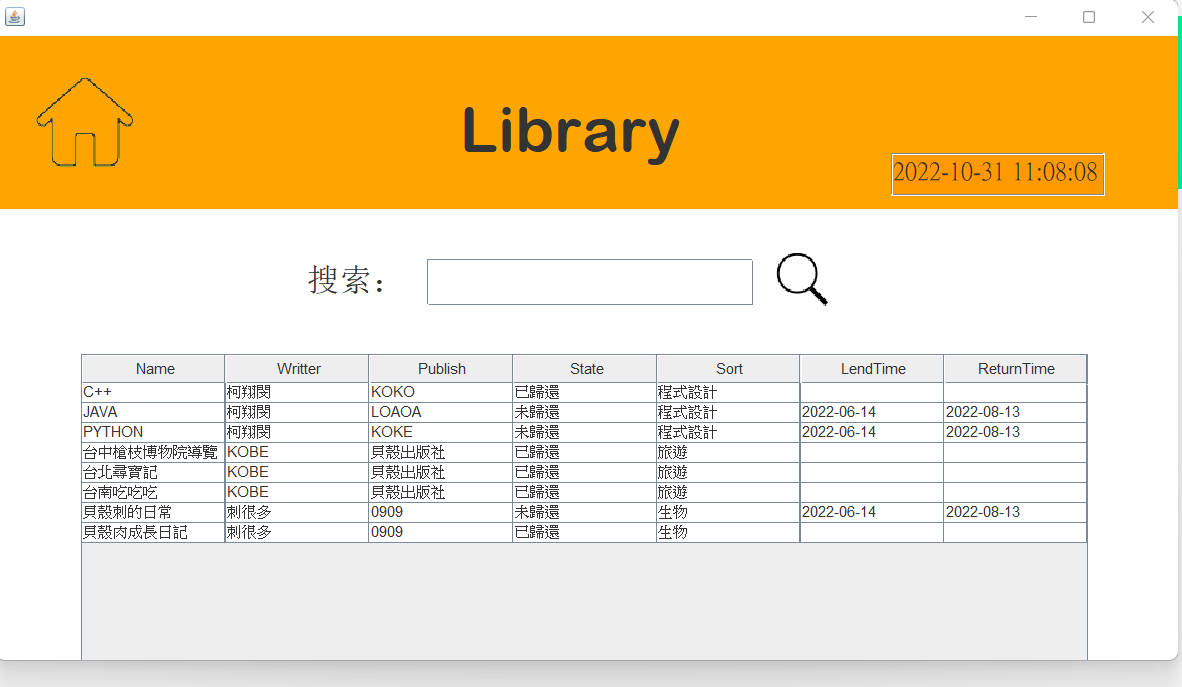 Library
2022-10-31 11:08:08
搜索：
Name Writter Publish State Sort LendTime ReturnTime
C++ 柯翔閔 KOKO 已歸還 程式設計
JAVA 柯翔閔 LOAOA 未歸還 程式設計 2022-06-14 2022-08-13
PYTHON 柯翔閔 KOKE 未歸還 程式設計 2022-06-14 2022-08-13
台中槍枝博物院導覽 KOBE 貝殼出版社 已歸還 旅遊
台北尋寶記 KOBE 貝殼出版社 已歸還 旅遊
台南吃吃吃 KOBE 貝殼出版社 已歸還 旅遊
貝殼刺的日常 刺很多 0909 未歸還 生物 2022-06-14 2022-08-13
貝殼肉成長日記 刺很多 0909 已歸還 生物